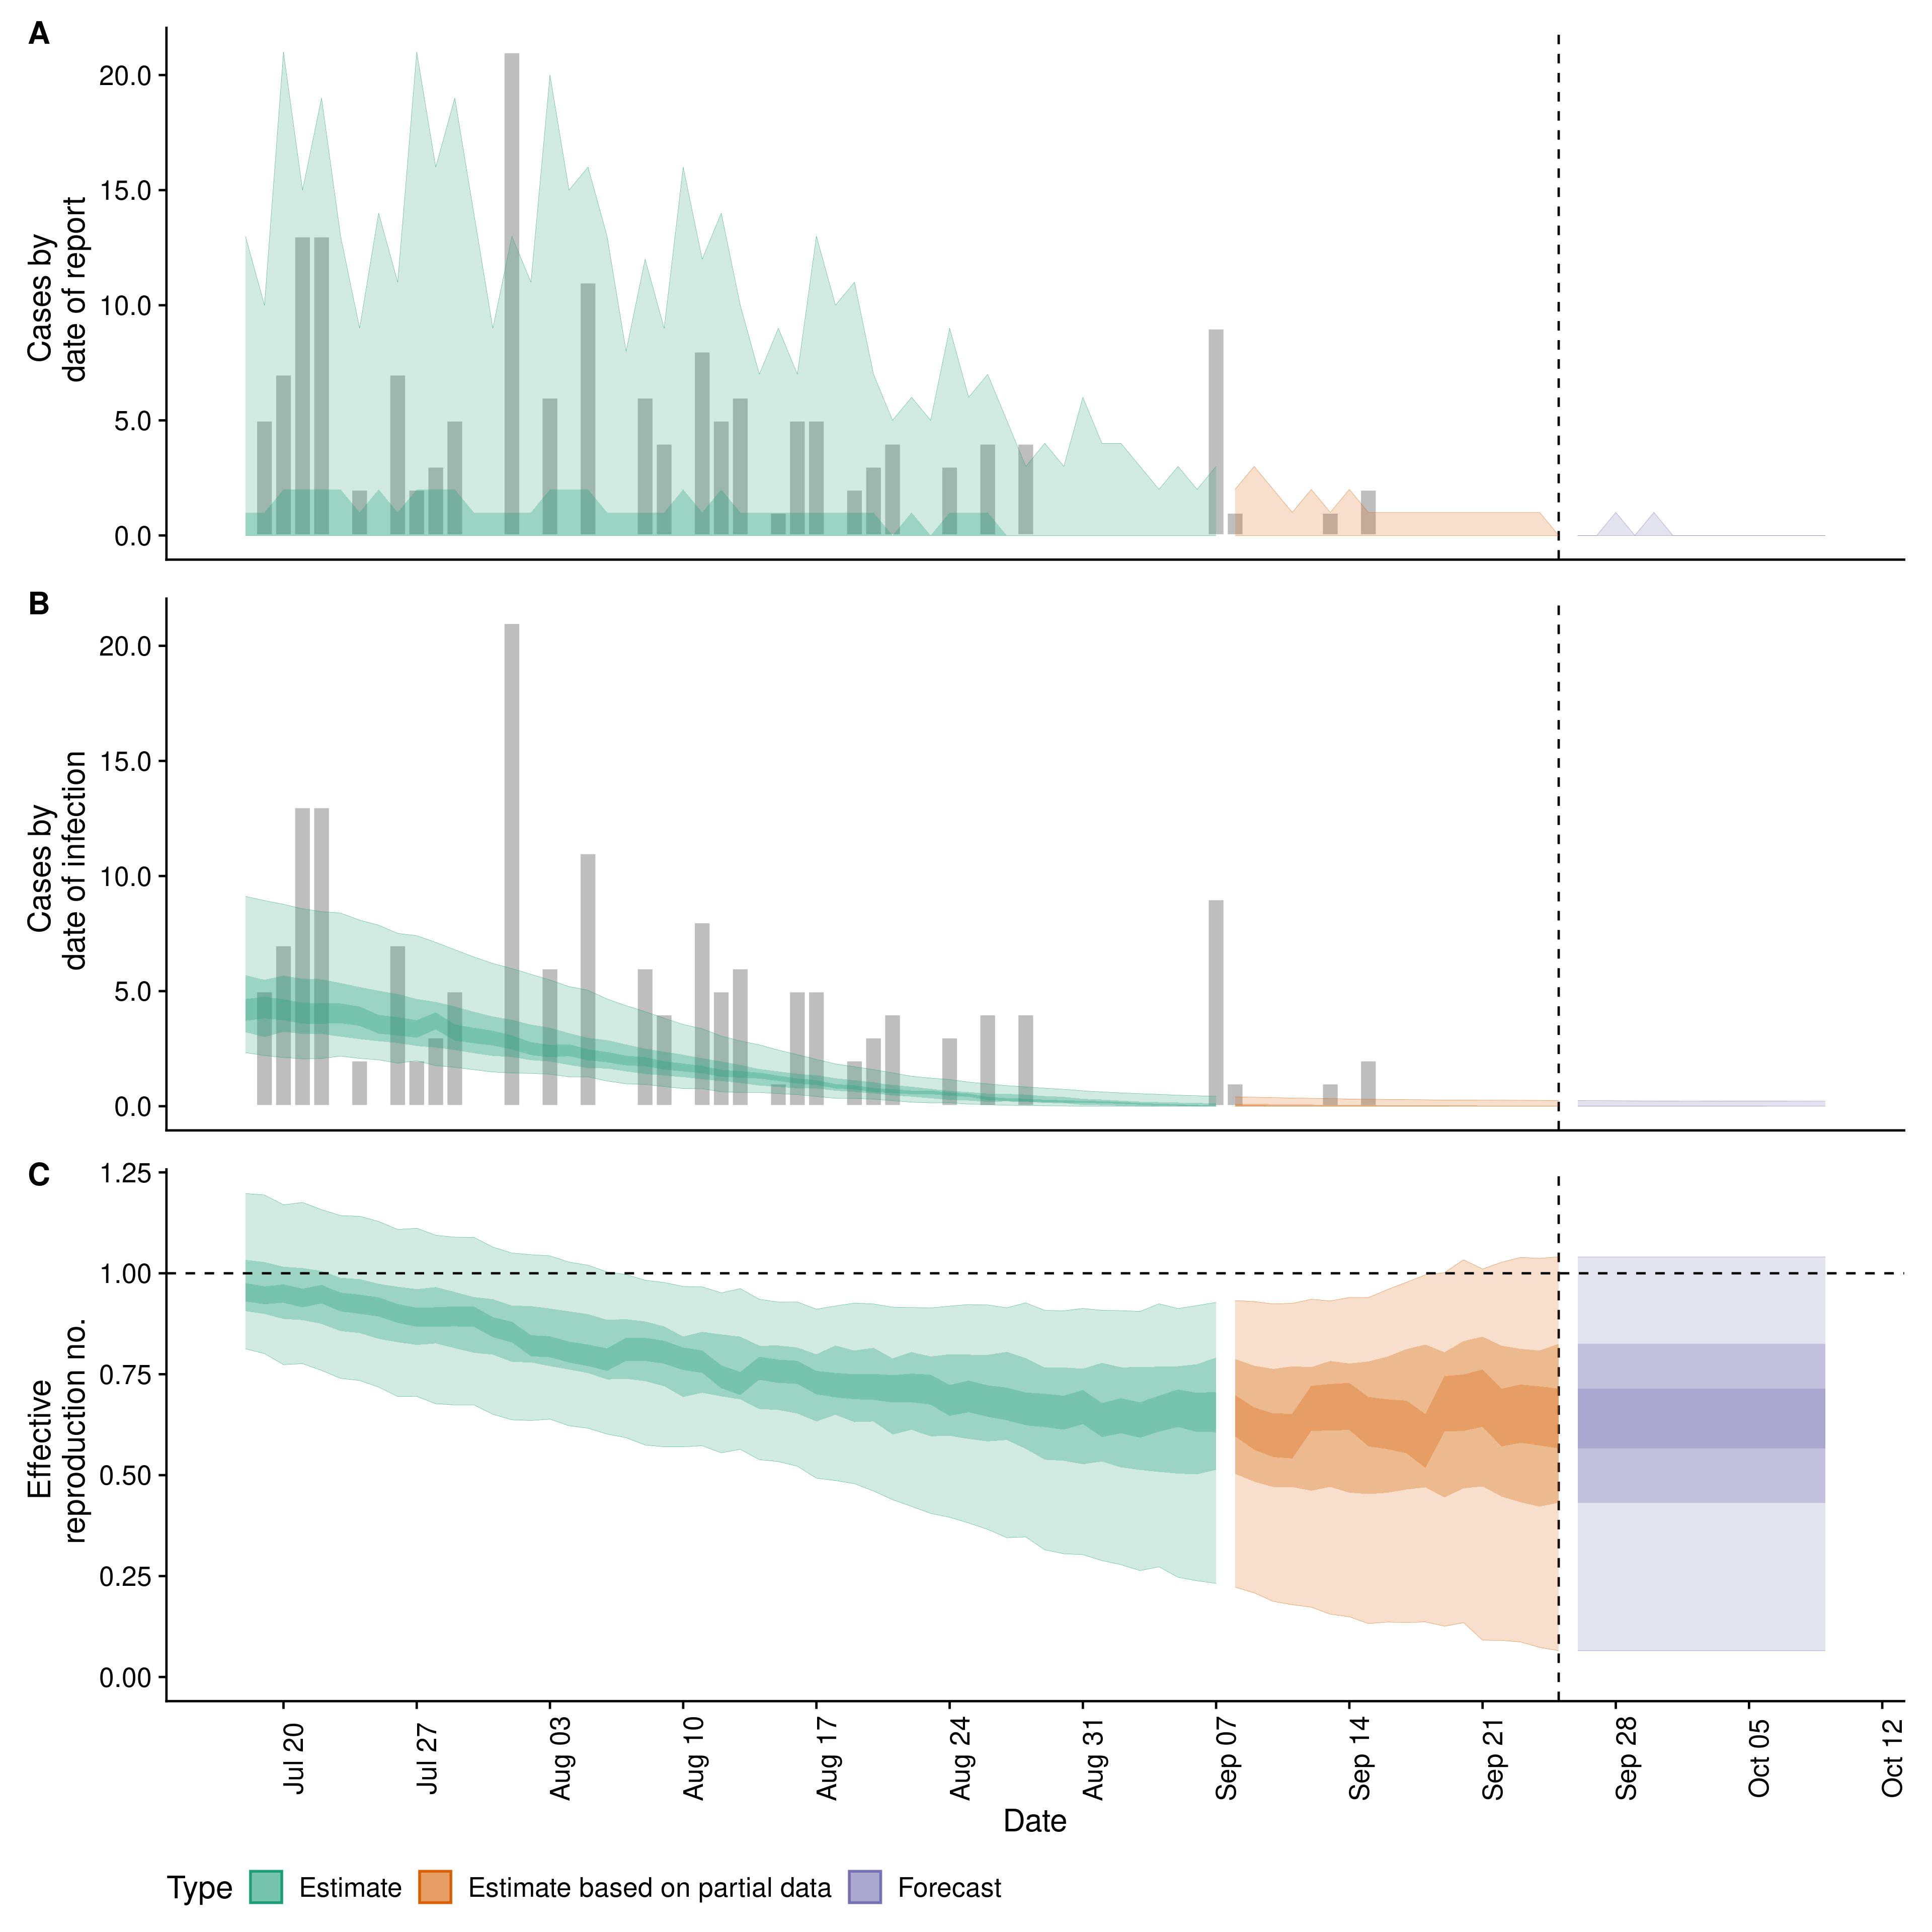 A
Cases by
date of report
20.0
15.0
10.0
5.0
0.0
B
Cases by
date of infection
20.0
15.0
10.0
5.0
0.0
C
Effective
reproduction no.
1.25
1.00
0.75
0.50
0.25
0.00
Jul 20
Jul 27
Aug 03
Aug 10
Aug 17
Aug 24
Aug 31
Sep 07
Sep 14
Sep 21
Sep 28
Oct 05
Oct 12
Date
Type Estimate Estimate based on partial data Forecast